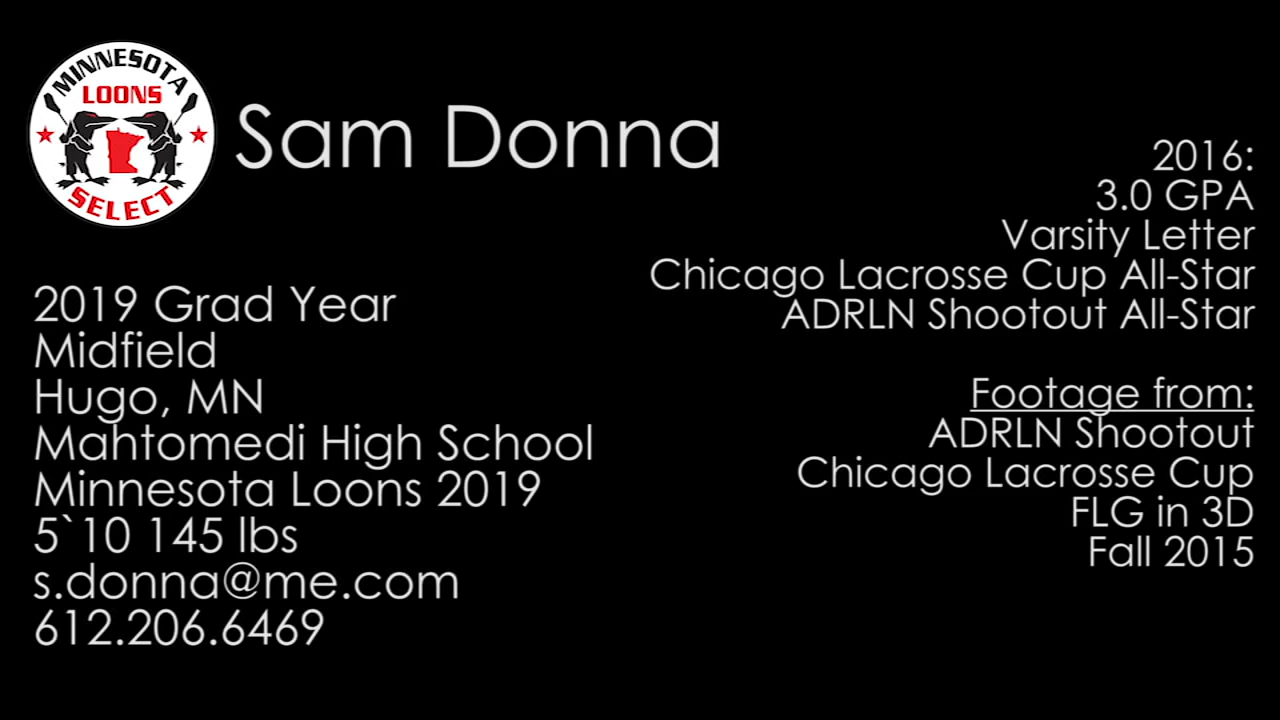 MINNESOTA
LOONS
SELECT
Sam Donna
2019 Grad Year
Midfield
Hugo, MN
Mahtomedi High School
Minnesota Loons 2019
5`10 145 lbs
s.donna@me.com
612.206.6469
2016:
3.0 GPA
Varsity Letter
Chicago Lacrosse Cup All-Star
ADRLN Shootout All-Star
Footage from:
ADRLN Shootout
Chicago Lacrosse Cup
FLG in 3D
Fall 2015